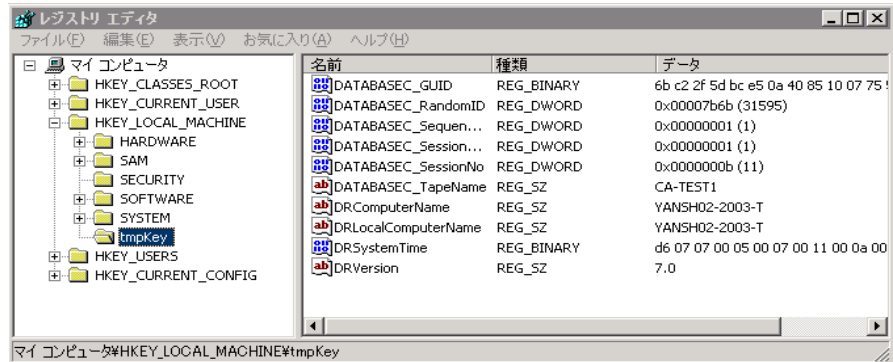 レジストリ エディタ
ファイル(F) 編集(E) 表示(V) お気に入り(A) ヘルプ(H)
マイ コンピュータ
HKEY_CLASSES_ROOT
HKEY_CURRENT_USER
HKEY_LOCAL_MACHINE
HARDWARE
SAM
SECURITY
SOFTWARE
SYSTEM
tmpKey
HKEY_USERS
HKEY_CURRENT_CONFIG
名前 種類 データ
DATABASEC_GUID REG_BINARY 6b c2 2f 5d bc e5 0a 40 85 10 07 75
DATABASEC_RandomID REG_DWORD 0x00007b6b (31595)
DATABASEC_Sequen... REG_DWORD 0x00000001 (1)
DATABASEC_Session... REG_DWORD 0x00000001 (1)
DATABASEC_SessionNo REG_DWORD 0x0000000b (11)
DATABASEC_TapeName REG_SZ CA-TEST1
DRComputerName REG_SZ YANSH02-2003-T
DRLocalComputerName REG_SZ YANSH02-2003-T
DRSystemTime REG_BINARY d6 07 07 00 05 00 07 00 11 00 0a 00
DRVersion REG_SZ 7.0
マイ コンピュータ¥HKEY_LOCAL_MACHINE¥tmpKey